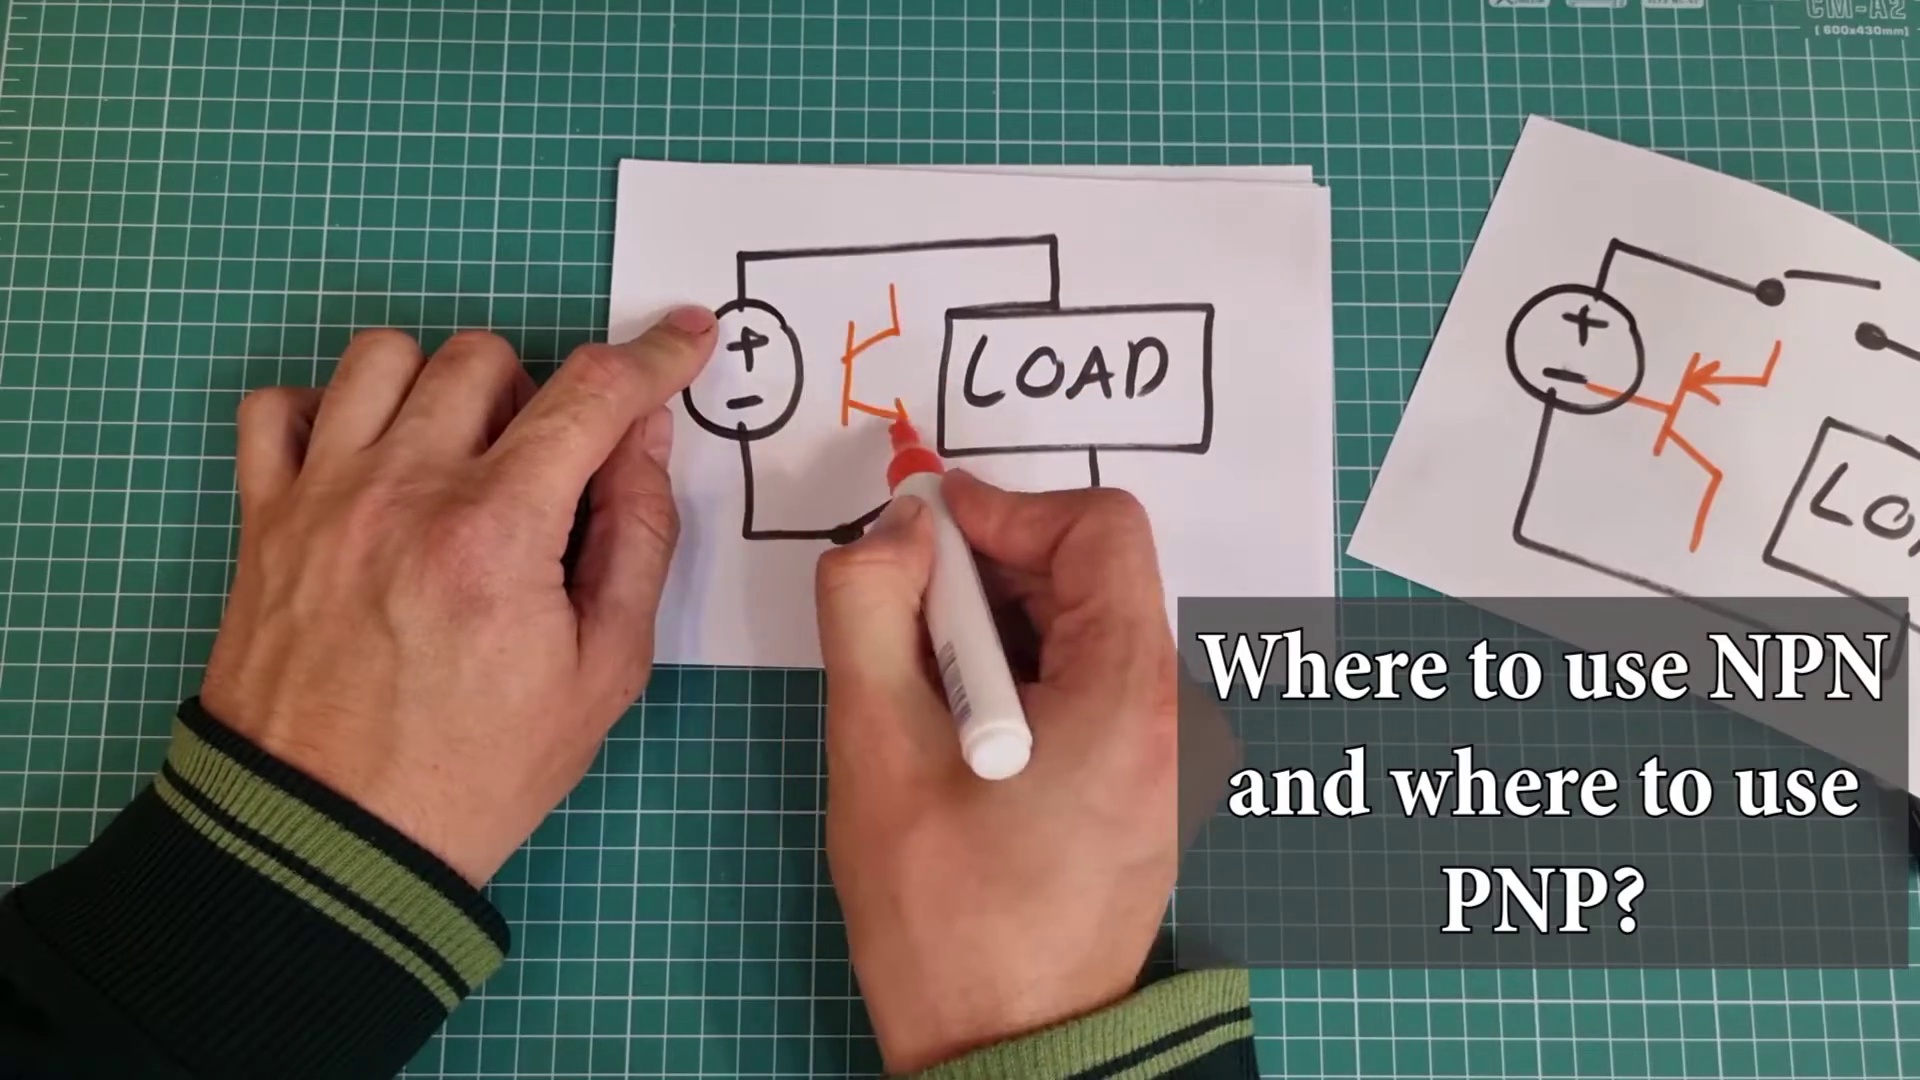 CM-A2
(600x430mm)
+
-
LOAD
+
-
LO
Where to use NPN
and where to use
PNP?